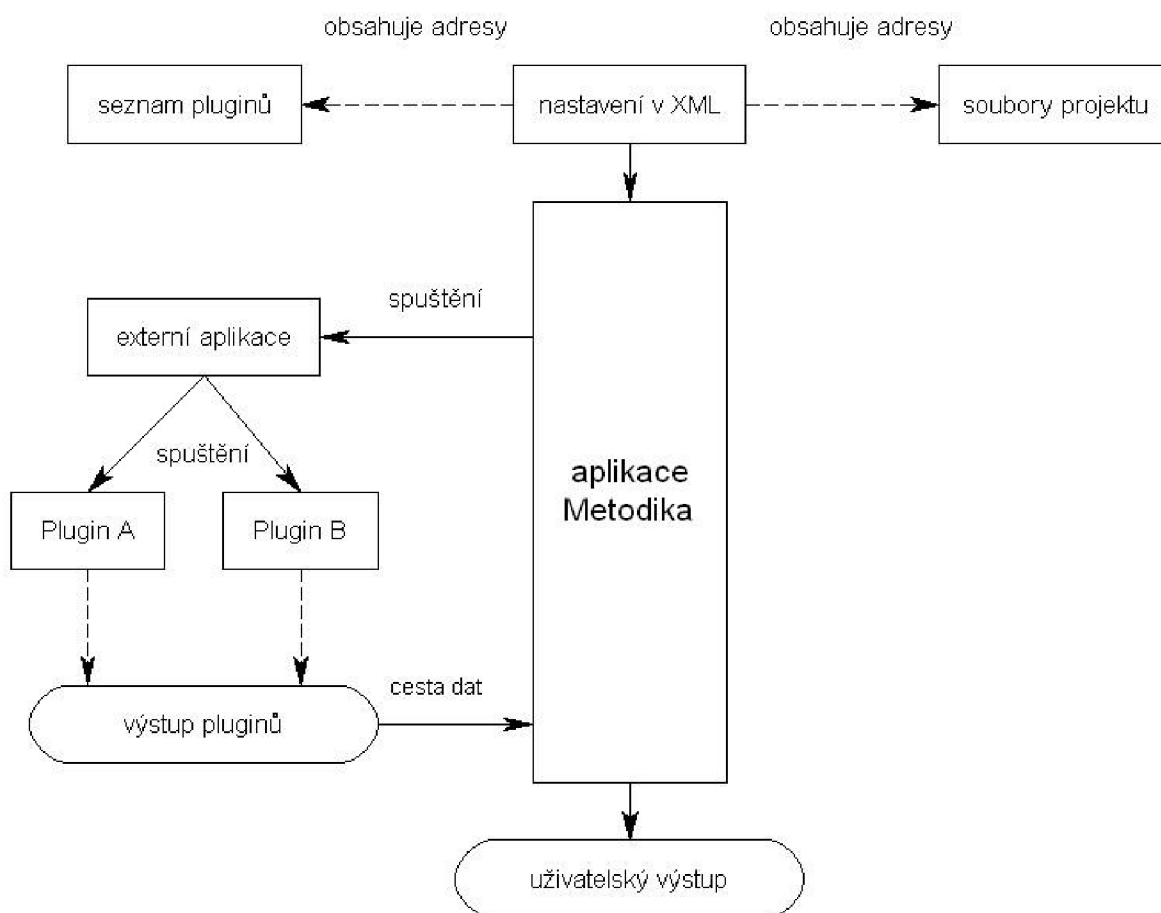 obsahuje adresy
obsahuje adresy
seznam pluginů
nastavení v XML
soubory projektu
spuštění
externí aplikace
spuštění
aplikace
Metodika
Plugin A
Plugin B
cesta dat
výstup pluginů
uživatelský výstup